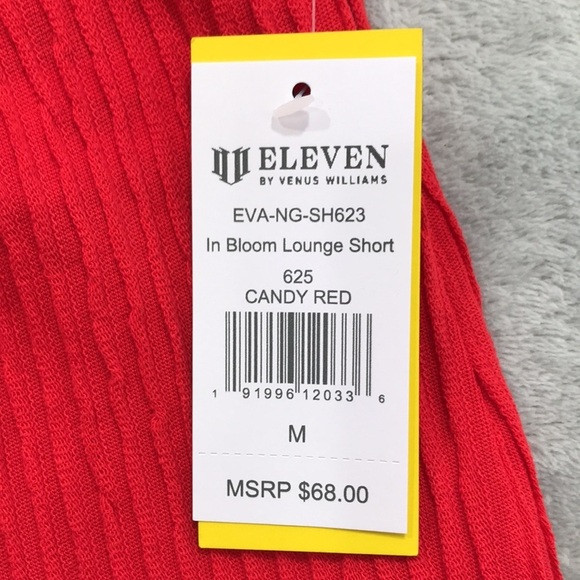 ELEVEN
BY VENUS WILLIAMS
EVA-NG-SH623
In Bloom Lounge Short
625
CANDY RED
1 91996 12033 6
M
MSRP $68.00